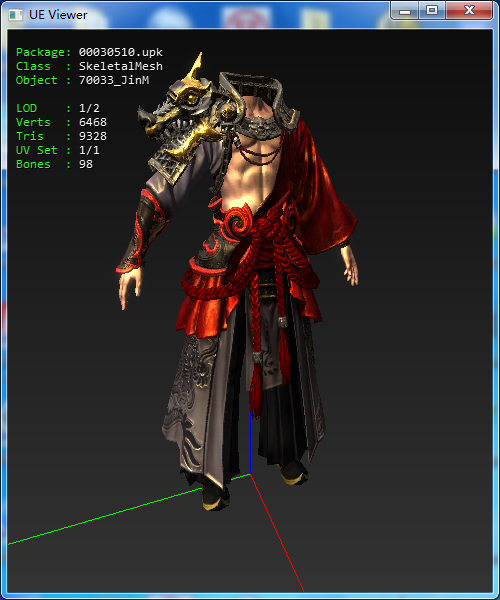 UE Viewer
Package: 00030510.upk
Class : SkeletalMesh
Object : 70033_JinM
LOD : 1/2
Verts : 6468
Tris : 9328
UV Set : 1/1
Bones : 98